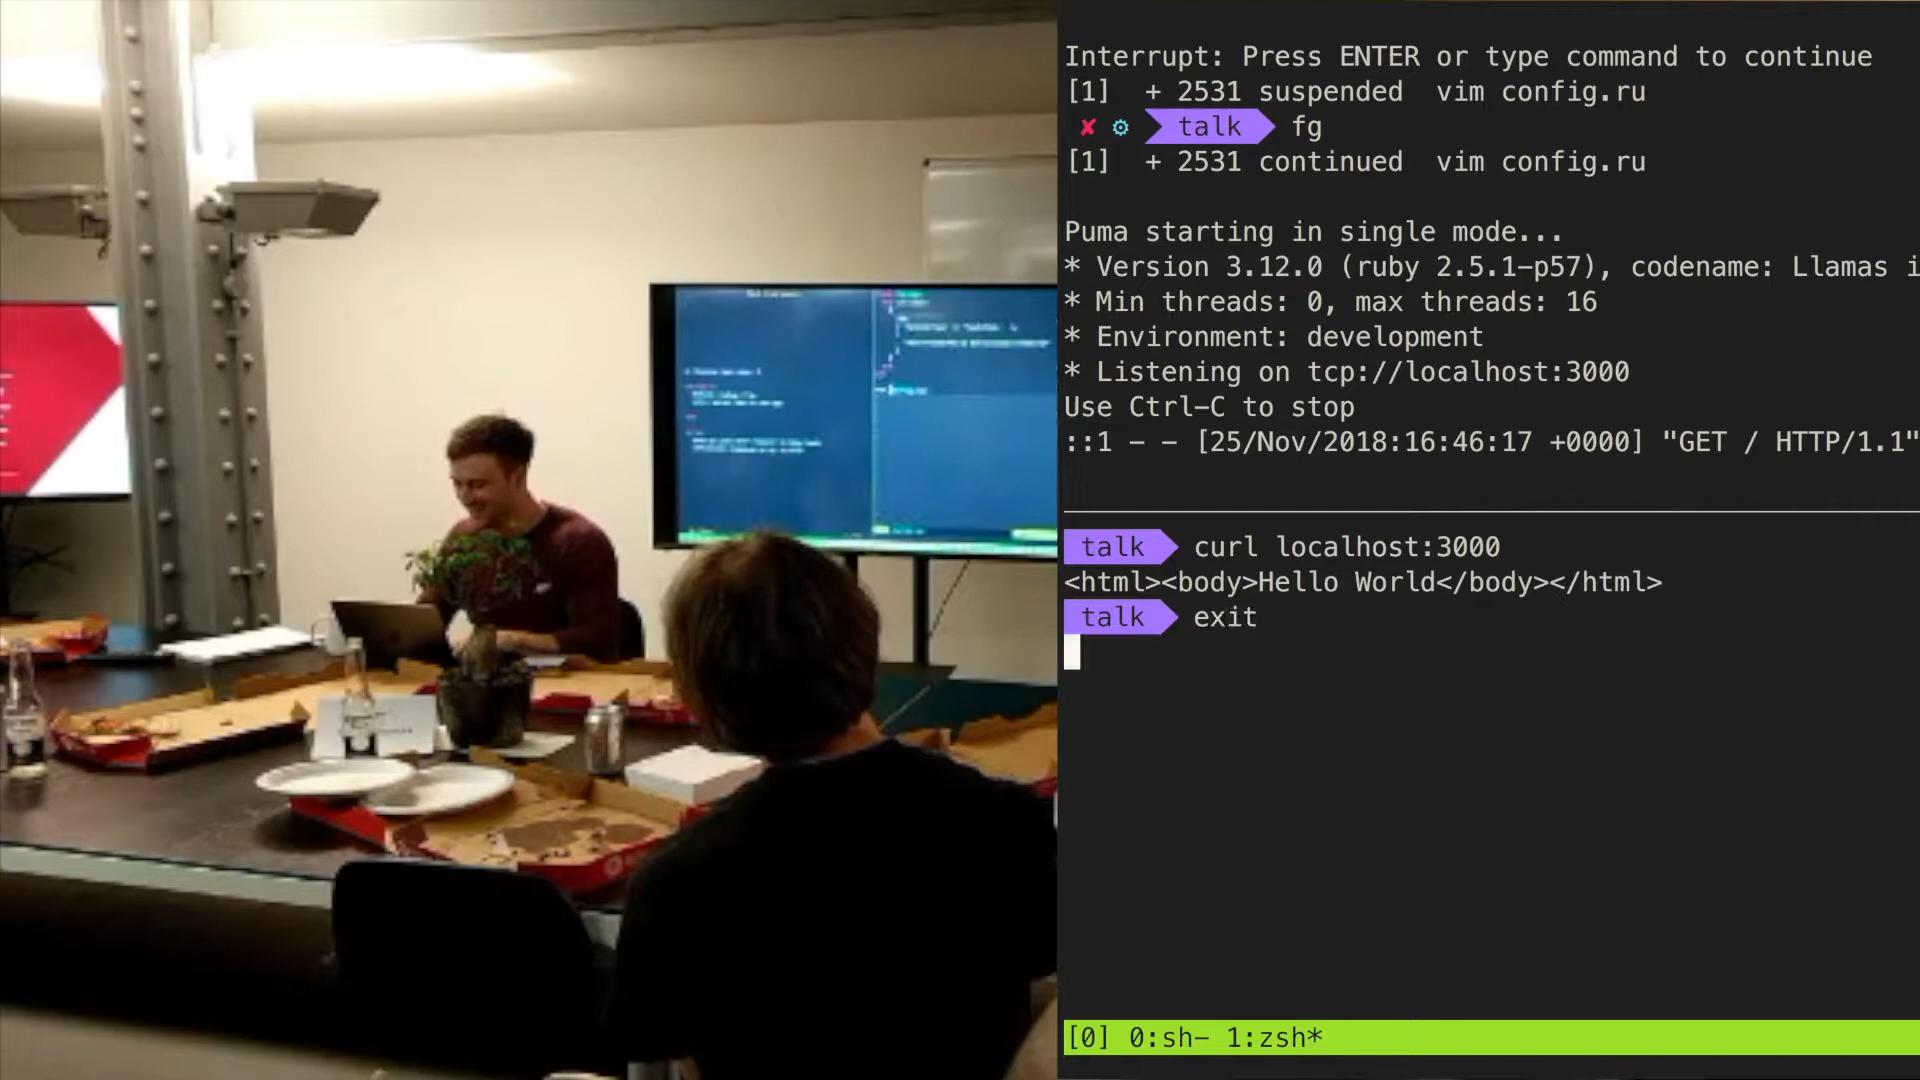 Interrupt: Press ENTER or type command to continue
[1]  + 2531 suspended  vim config.ru
✘ ⚙ talk fg
[1]  + 2531 continued  vim config.ru
Puma starting in single mode...
* Version 3.12.0 (ruby 2.5.1-p57), codename: Llamas i
* Min threads: 0, max threads: 16
* Environment: development
* Listening on tcp://localhost:3000
Use Ctrl-C to stop
::1 - - [25/Nov/2018:16:46:17 +0000] "GET / HTTP/1.1"
talk curl localhost:3000
<html><body>Hello World</body></html>
talk exit
[0] 0:sh- 1:zsh*